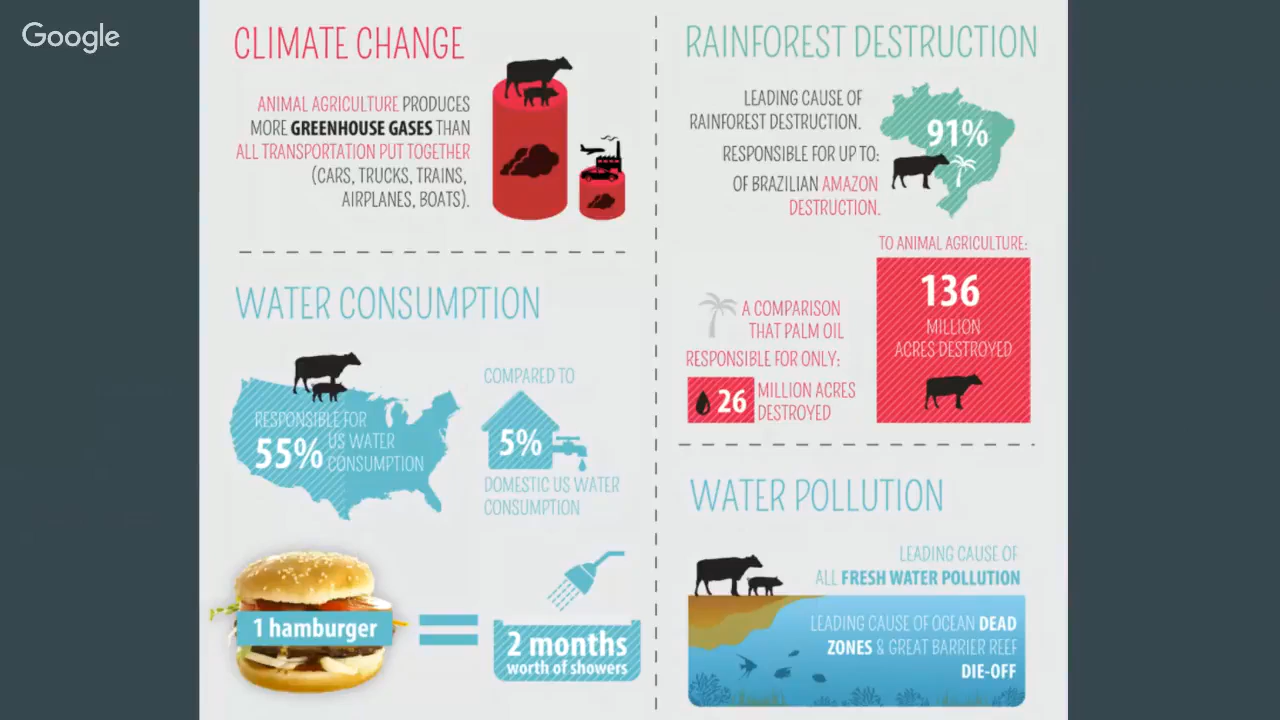 Google
CLIMATE CHANGE
ANIMAL AGRICULTURE PRODUCES
MORE GREENHOUSE GASES THAN
ALL TRANSPORTATION PUT TOGETHER
(CARS, TRUCKS, TRAINS,
AIRPLANES, BOATS).
WATER CONSUMPTION
RESPONSIBLE FOR
55% US WATER
CONSUMPTION
COMPARED TO
5%
DOMESTIC US WATER
CONSUMPTION
1 hamburger
2 months
worth of showers
RAINFOREST DESTRUCTION
LEADING CAUSE OF
RAINFOREST DESTRUCTION.
RESPONSIBLE FOR UP TO:
91%
OF BRAZILIAN AMAZON
DESTRUCTION.
TO ANIMAL AGRICULTURE:
136
MILLION
ACRES DESTROYED
A COMPARISON
THAT PALM OIL
RESPONSIBLE FOR ONLY:
26 MILLION ACRES
DESTROYED
WATER POLLUTION
LEADING CAUSE OF
ALL FRESH WATER POLLUTION
LEADING CAUSE OF OCEAN DEAD
ZONES & GREAT BARRIER REEF
DIE-OFF